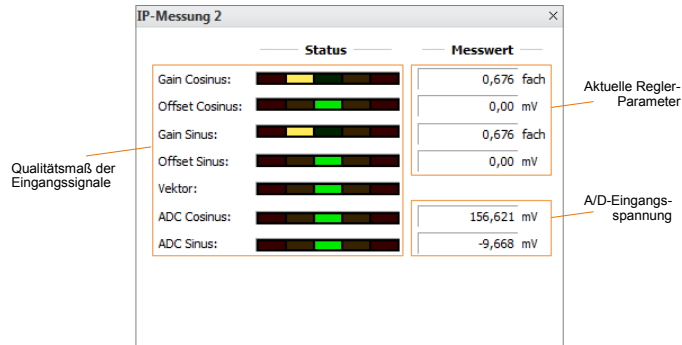 IP-Messung 2
Status Messwert
Gain Cosinus: 0,676 fach
Offset Cosinus: 0,00 mV
Gain Sinus: 0,676 fach
Offset Sinus: 0,00 mV
Vektor:
ADC Cosinus: 156,621 mV
ADC Sinus: -9,668 mV
Qualitätsmaß der
Eingangssignale
Aktuelle Regler-
Parameter
A/D-Eingangs-
spannung